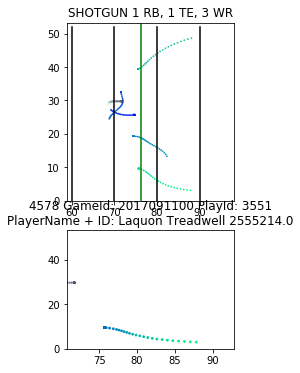 SHOTGUN 1 RB, 1 TE, 3 WR
50
40
30
20
10
0
60 70 80 90
4578 GameId: 2017091100 PlayId: 3551
PlayerName + ID: Laquon Treadwell 2555214.0
40
20
0
75 80 85 90